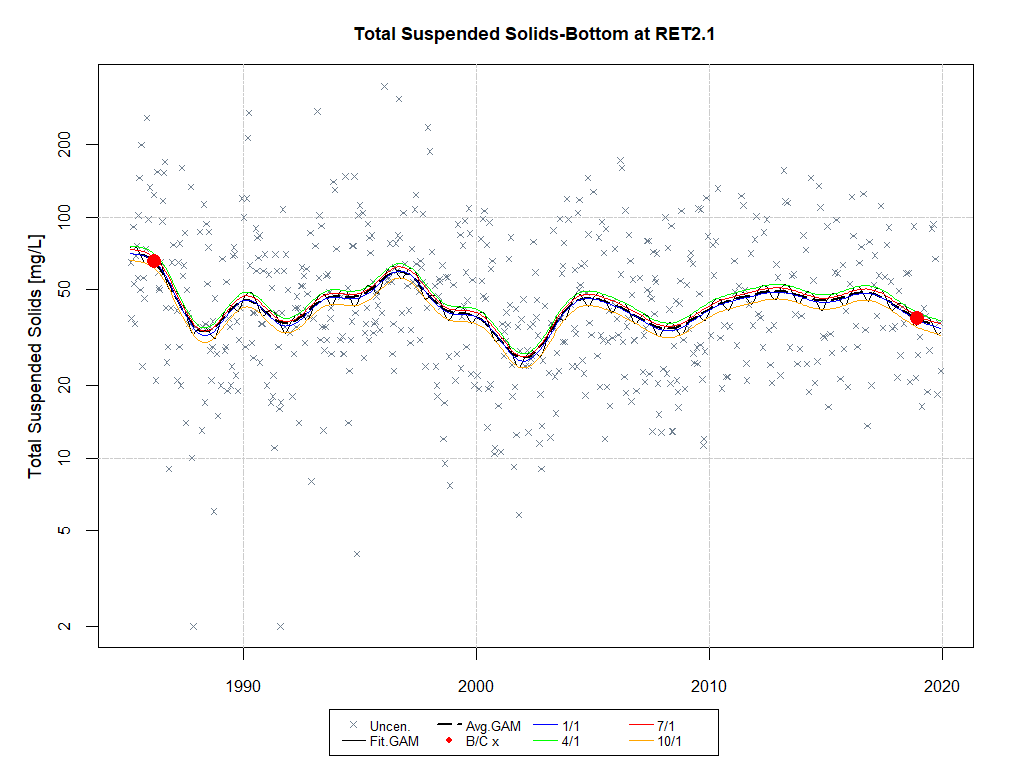 Total Suspended Solids-Bottom at RET2.1
Total Suspended Solids [mg/L]
200
100
50
20
10
5
2
1990 2000 2010 2020
Uncen. Avg.GAM 1/1 7/1
Fit.GAM B/C x 4/1 10/1